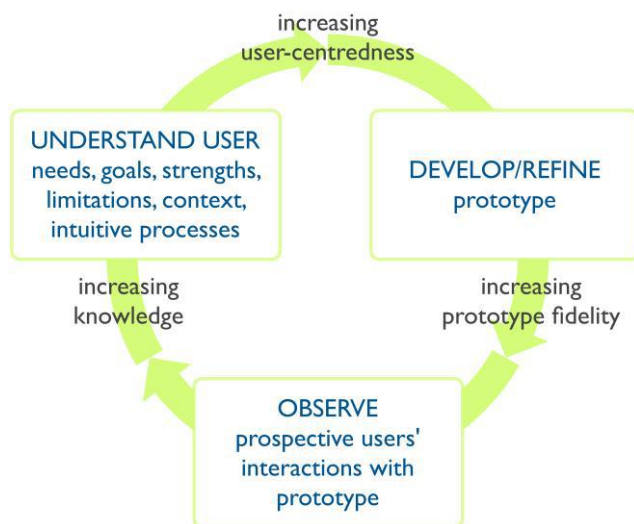 increasing
user-centredness
UNDERSTAND USER
needs, goals, strengths,
limitations, context,
intuitive processes
DEVELOP/REFINE
prototype
increasing
knowledge
increasing
prototype fidelity
OBSERVE
prospective users'
interactions with
prototype